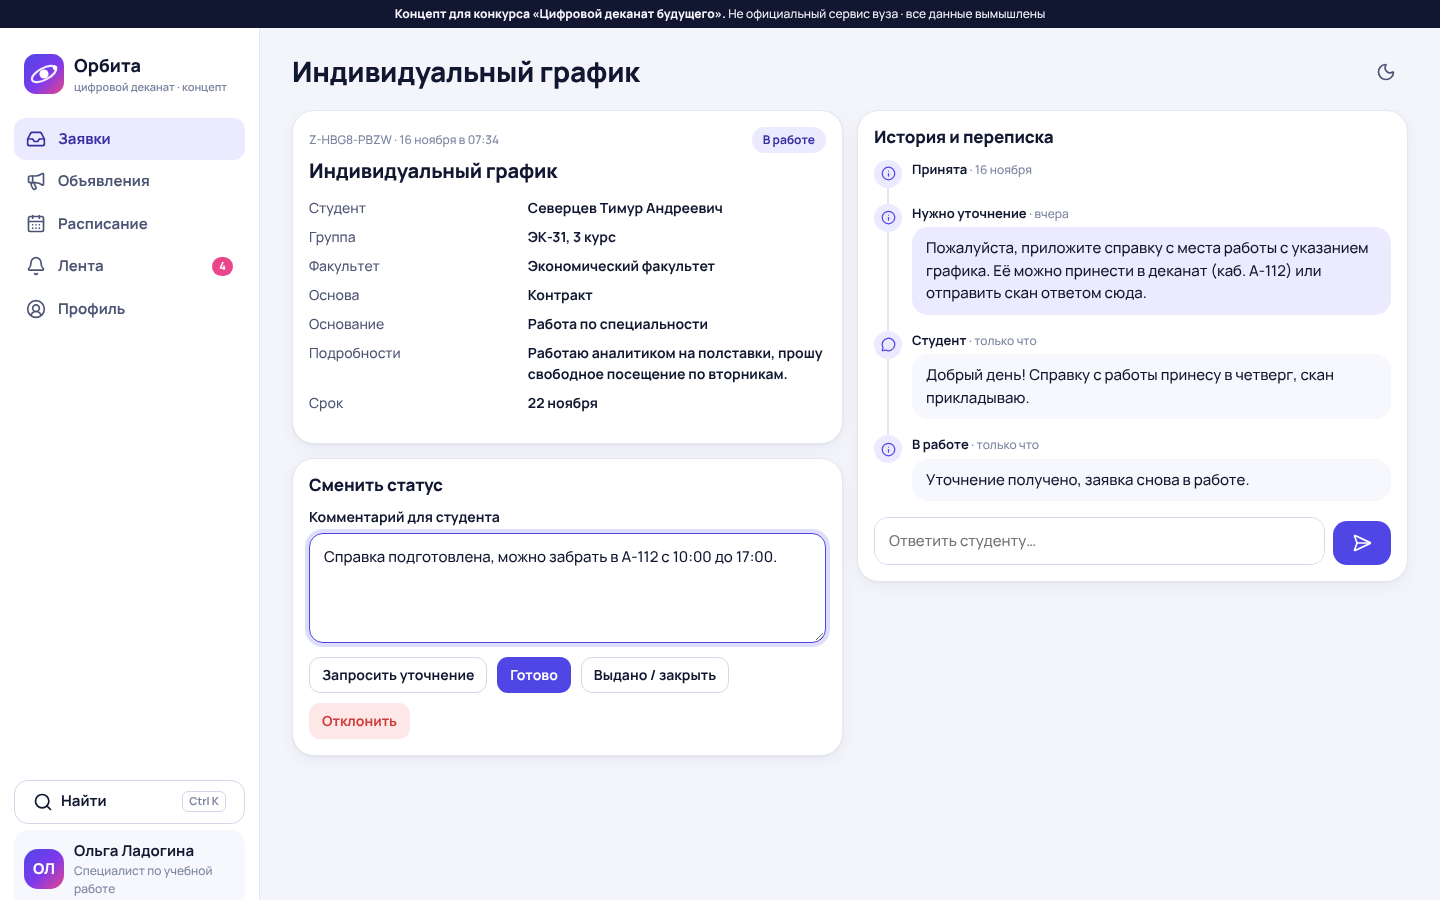 Концепт для конкурса «Цифровой деканат будущего». Не официальный сервис вуза · все данные вымышлены
Орбита
цифровой деканат · концепт
Заявки
Объявления
Расписание
Лента
4
Профиль
Найти
Ctrl K
ОЛ
Ольга Ладогина
Специалист по учебной
работе
Индивидуальный график
Z-HBG8-PBZW · 16 ноября в 07:34
В работе
Индивидуальный график
Студент
Северцев Тимур Андреевич
Группа
ЭК-31, 3 курс
Факультет
Экономический факультет
Основа
Контракт
Основание
Работа по специальности
Подробности
Работаю аналитиком на полставки, прошу
свободное посещение по вторникам.
Срок
22 ноября
Сменить статус
Комментарий для студента
Справка подготовлена, можно забрать в А-112 с 10:00 до 17:00.
Запросить уточнение
Готово
Выдано / закрыть
Отклонить
История и переписка
Принята · 16 ноября
Нужно уточнение · вчера
Пожалуйста, приложите справку с места работы с указанием
графика. Её можно принести в деканат (каб. А-112) или
отправить скан ответом сюда.
Студент · только что
Добрый день! Справку с работы принесу в четверг, скан
прикладываю.
В работе · только что
Уточнение получено, заявка снова в работе.
Ответить студенту…